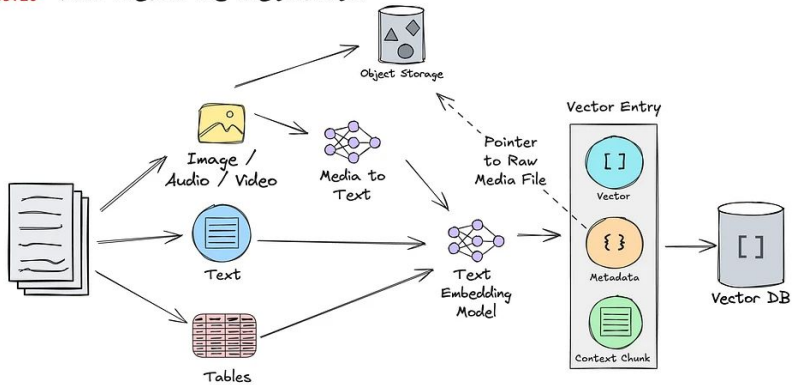 Object Storage
Vector Entry
Image /
Audio / Video
Media to
Text
Pointer
to Raw
Media File
[ ]
Vector
Text
Text
Embedding
Model
{ }
Metadata
[ ]
Vector DB
Context Chunk
Tables